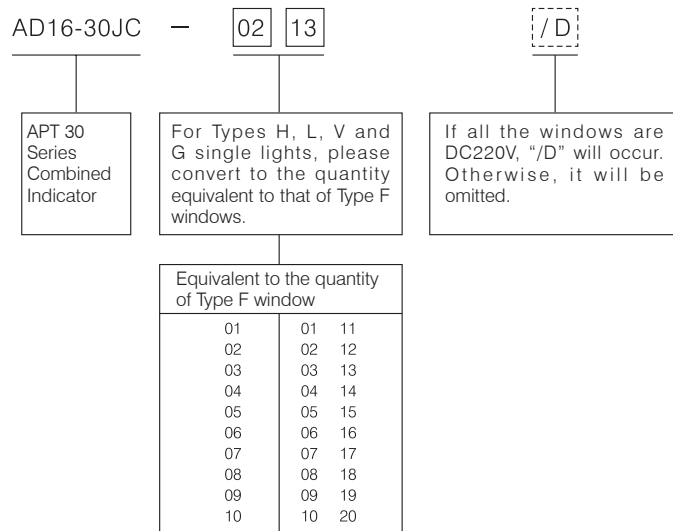 AD16-30JC — 02 13 /D
APT 30
Series
Combined
Indicator
For Types H, L, V and
G single lights, please
convert to the quantity
equivalent to that of Type F
windows.
If all the windows are
DC220V, “/D” will occur.
Otherwise, it will be
omitted.
Equivalent to the quantity
of Type F window
01 01 11
02 02 12
03 03 13
04 04 14
05 05 15
06 06 16
07 07 17
08 08 18
09 09 19
10 10 20